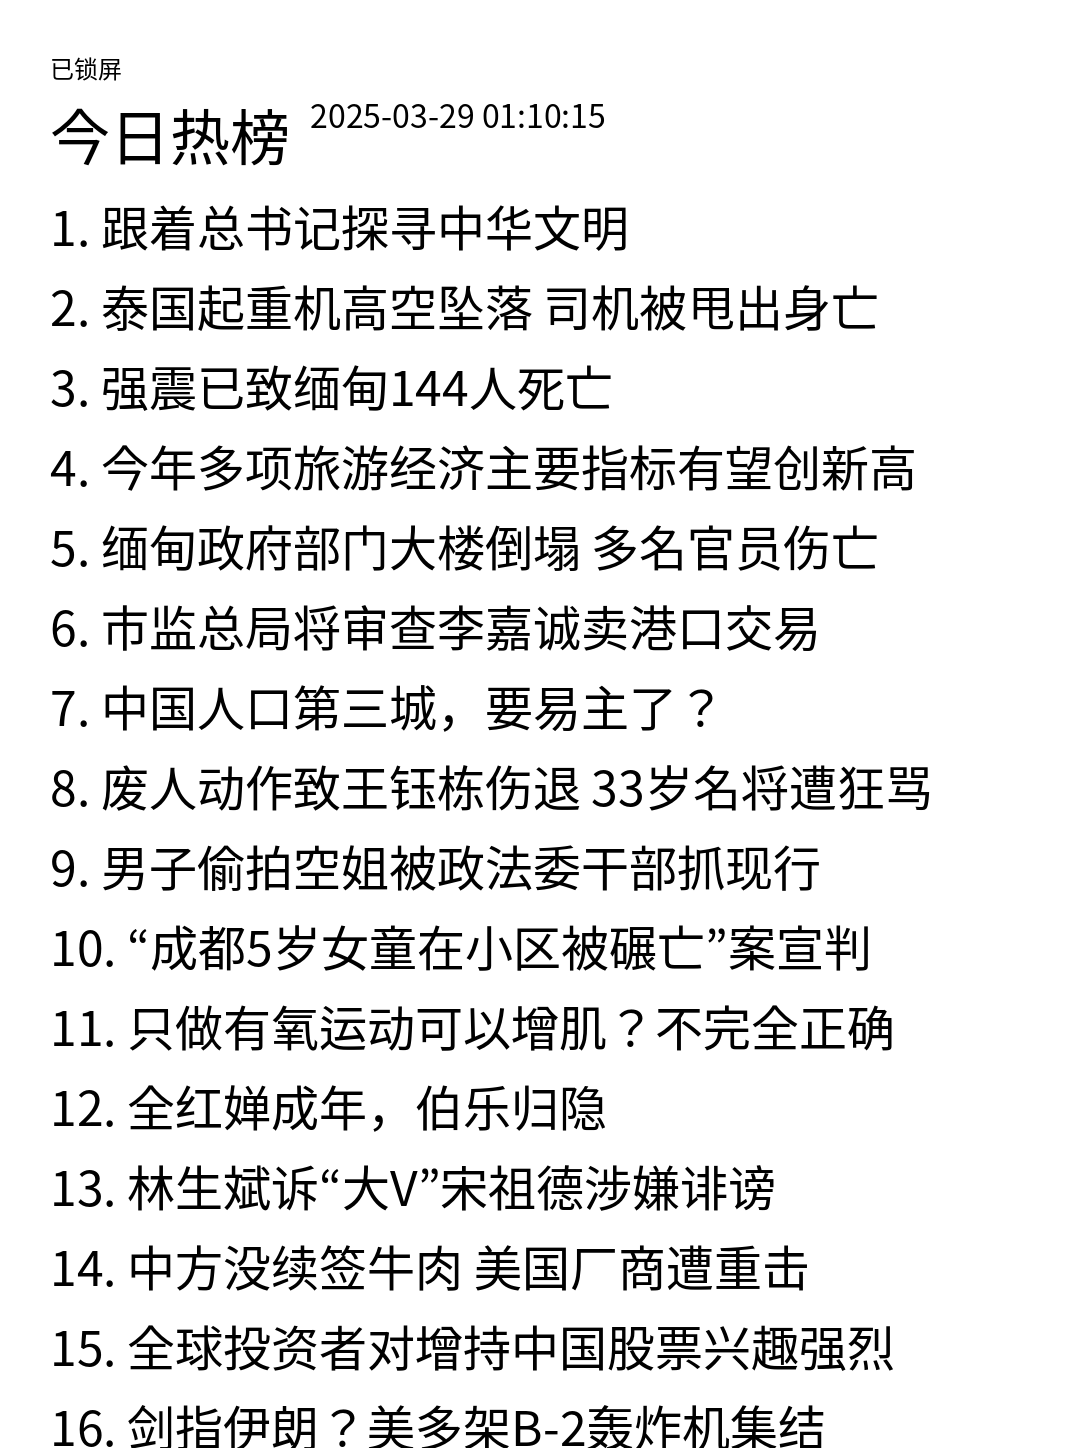 已锁屏
今日热榜 2025-03-29 01:10:15
1. 跟着总书记探寻中华文明
2. 泰国起重机高空坠落 司机被甩出身亡
3. 强震已致缅甸144人死亡
4. 今年多项旅游经济主要指标有望创新高
5. 缅甸政府部门大楼倒塌 多名官员伤亡
6. 市监总局将审查李嘉诚卖港口交易
7. 中国人口第三城，要易主了？
8. 废人动作致王钰栋伤退 33岁名将遭狂骂
9. 男子偷拍空姐被政法委干部抓现行
10. “成都5岁女童在小区被碾亡”案宣判
11. 只做有氧运动可以增肌？不完全正确
12. 全红婵成年，伯乐归隐
13. 林生斌诉“大V”宋祖德涉嫌诽谤
14. 中方没续签牛肉 美国厂商遭重击
15. 全球投资者对增持中国股票兴趣强烈
16. 剑指伊朗？美多架B-2轰炸机集结